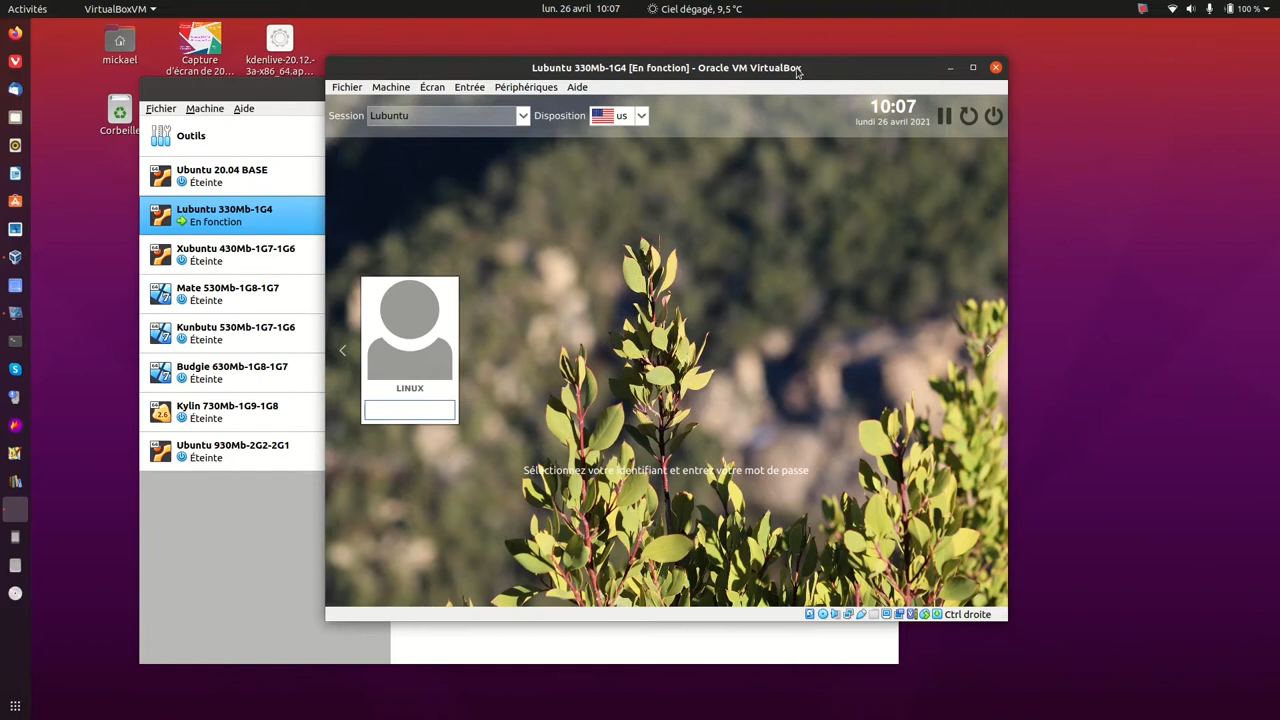 Activités
VirtualBoxVM
lun. 26 avril 10:07
Ciel dégagé, 9,5 °C
100 %
mickael
Capture
d'écran de 20...
kdenlive-20.12.-
3a-x86_64.ap...
Corbeille
Fichier Machine Aide
Outils
Ubuntu 20.04 BASE
Éteinte
Lubuntu 330Mb-1G4
En fonction
Xubuntu 430Mb-1G7-1G6
Éteinte
Mate 530Mb-1G8-1G7
Éteinte
Kunbutu 530Mb-1G7-1G6
Éteinte
Budgie 630Mb-1G8-1G7
Éteinte
Kylin 730Mb-1G9-1G8
Éteinte
Ubuntu 930Mb-2G2-2G1
Éteinte
Lubuntu 330Mb-1G4 [En fonction] - Oracle VM VirtualBox
Fichier Machine Écran Entrée Périphériques Aide
Session Lubuntu Disposition us
10:07
lundi 26 avril 2021
LINUX
Sélectionnez votre identifiant et entrez votre mot de passe
Ctrl droite